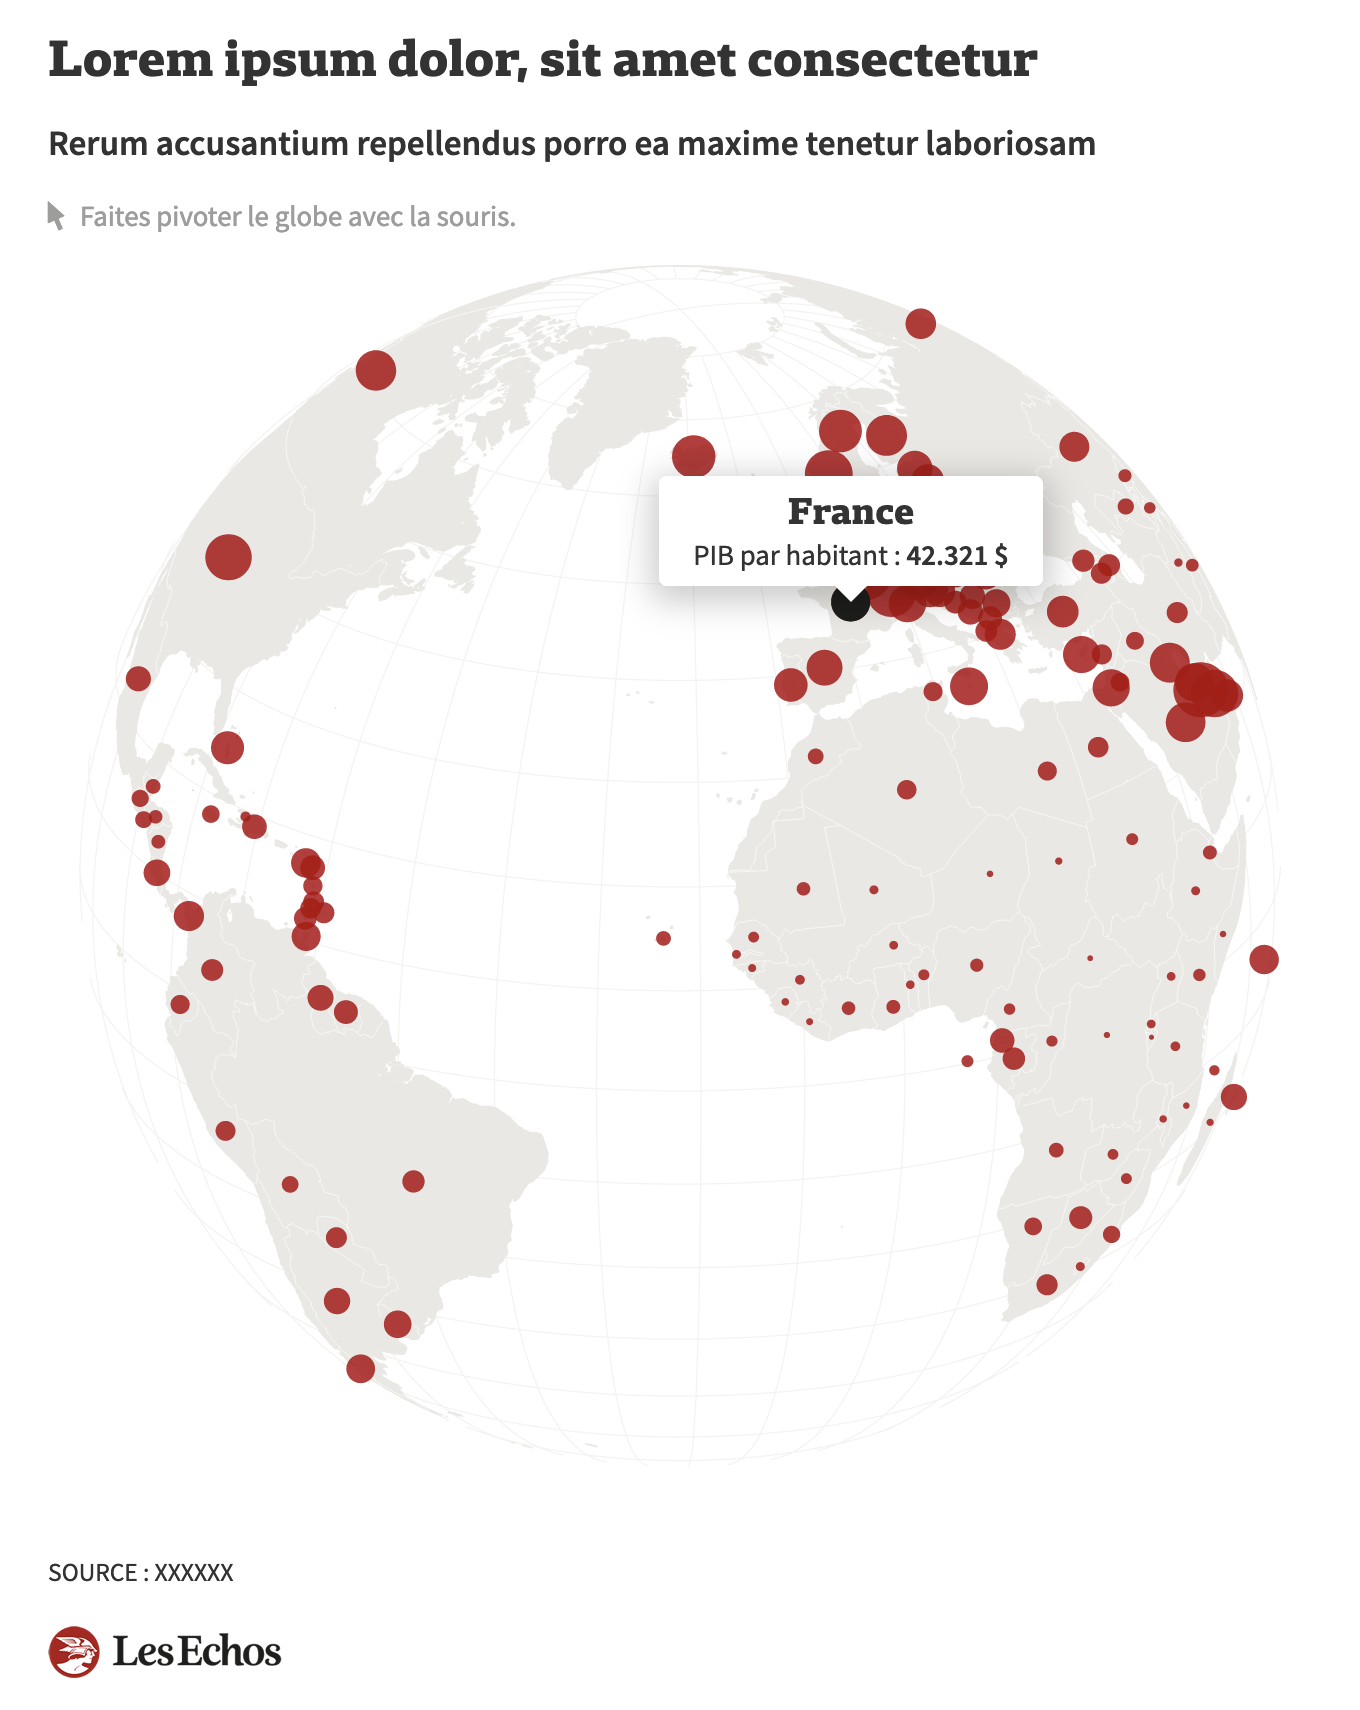 Lorem ipsum dolor, sit amet consectetur
Rerum accusantium repellendus porro ea maxime tenetur laboriosam
Faites pivoter le globe avec la souris.
France
PIB par habitant : 42.321 $
SOURCE : XXXXXX
Les Echos